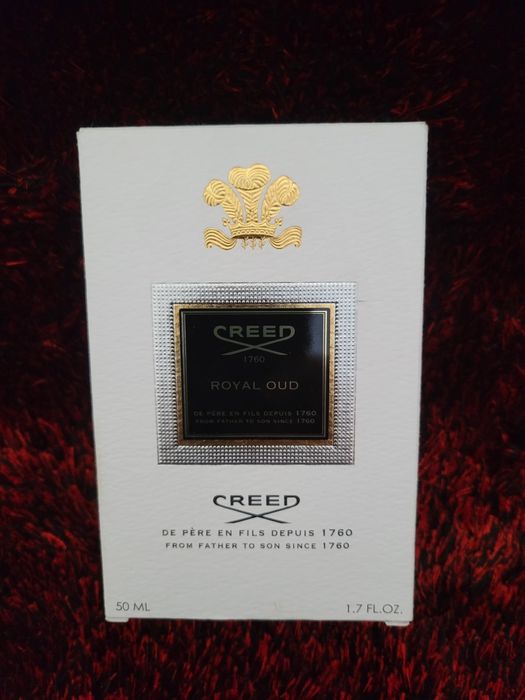 CREED
1760
ROYAL OUD
DE PÈRE EN FILS DEPUIS 1760
FROM FATHER TO SON SINCE 1760
CREED
DE PÈRE EN FILS DEPUIS 1760
FROM FATHER TO SON SINCE 1760
50 ML 1.7 FL.OZ.